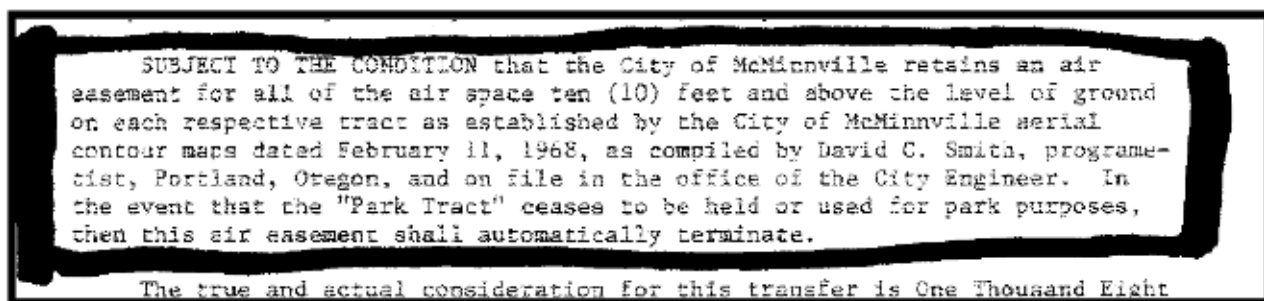 SUBJECT TO THE CONDITION that the City of McMinnville retains an air
easement for all of the air space ten (10) feet and above the level of ground
on each respective tract as established by the City of McMinnville aerial
contour maps dated February 11, 1968, as compiled by David C. Smith, programe-
tist, Portland, Oregon, and on file in the office of the City Engineer. In
the event that the "Park Tract" ceases to be held or used for park purposes,
then this air easement shall automatically terminate.
The true and actual consideration for this transfer is One Thousand Eight